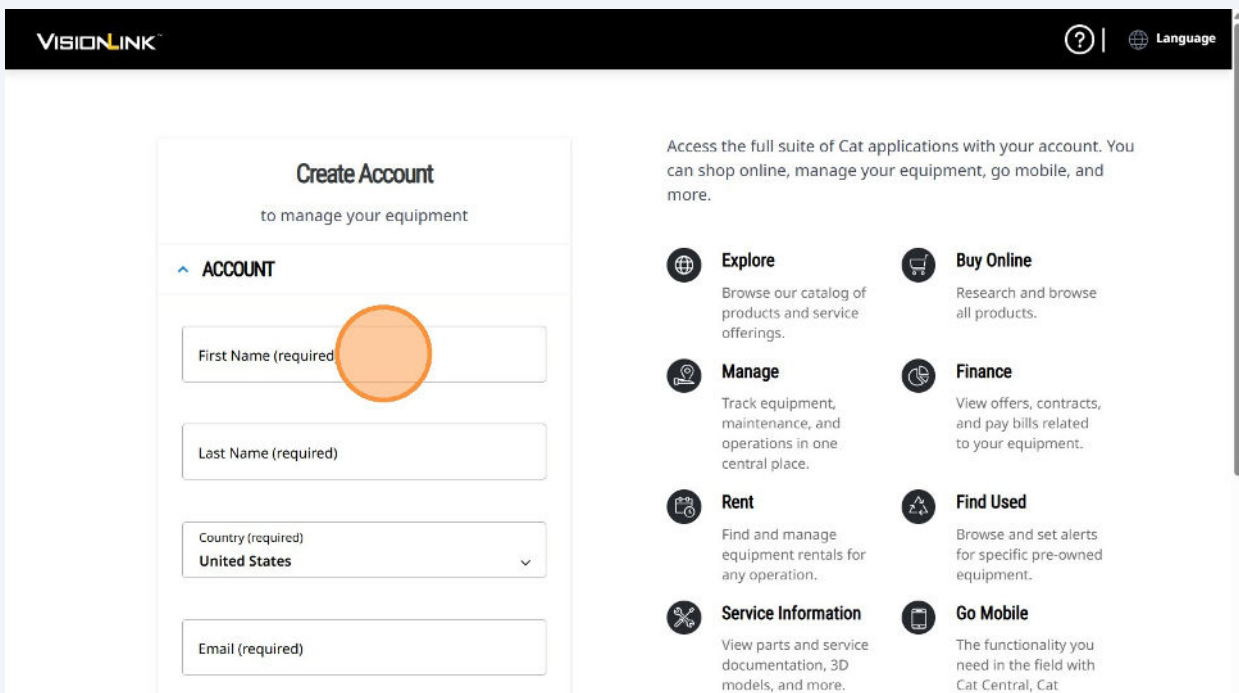 VISIONLINK
Language
Create Account
to manage your equipment
ACCOUNT
First Name (required
Last Name (required)
Country (required)
United States
Email (required)
Access the full suite of Cat applications with your account. You
can shop online, manage your equipment, go mobile, and
more.
Explore
Browse our catalog of
products and service
offerings.
Buy Online
Research and browse
all products.
Manage
Track equipment,
maintenance, and
operations in one
central place.
Finance
View offers, contracts,
and pay bills related
to your equipment.
Rent
Find and manage
equipment rentals for
any operation.
Find Used
Browse and set alerts
for specific pre-owned
equipment.
Service Information
View parts and service
documentation, 3D
models, and more.
Go Mobile
The functionality you
need in the field with
Cat Central, Cat